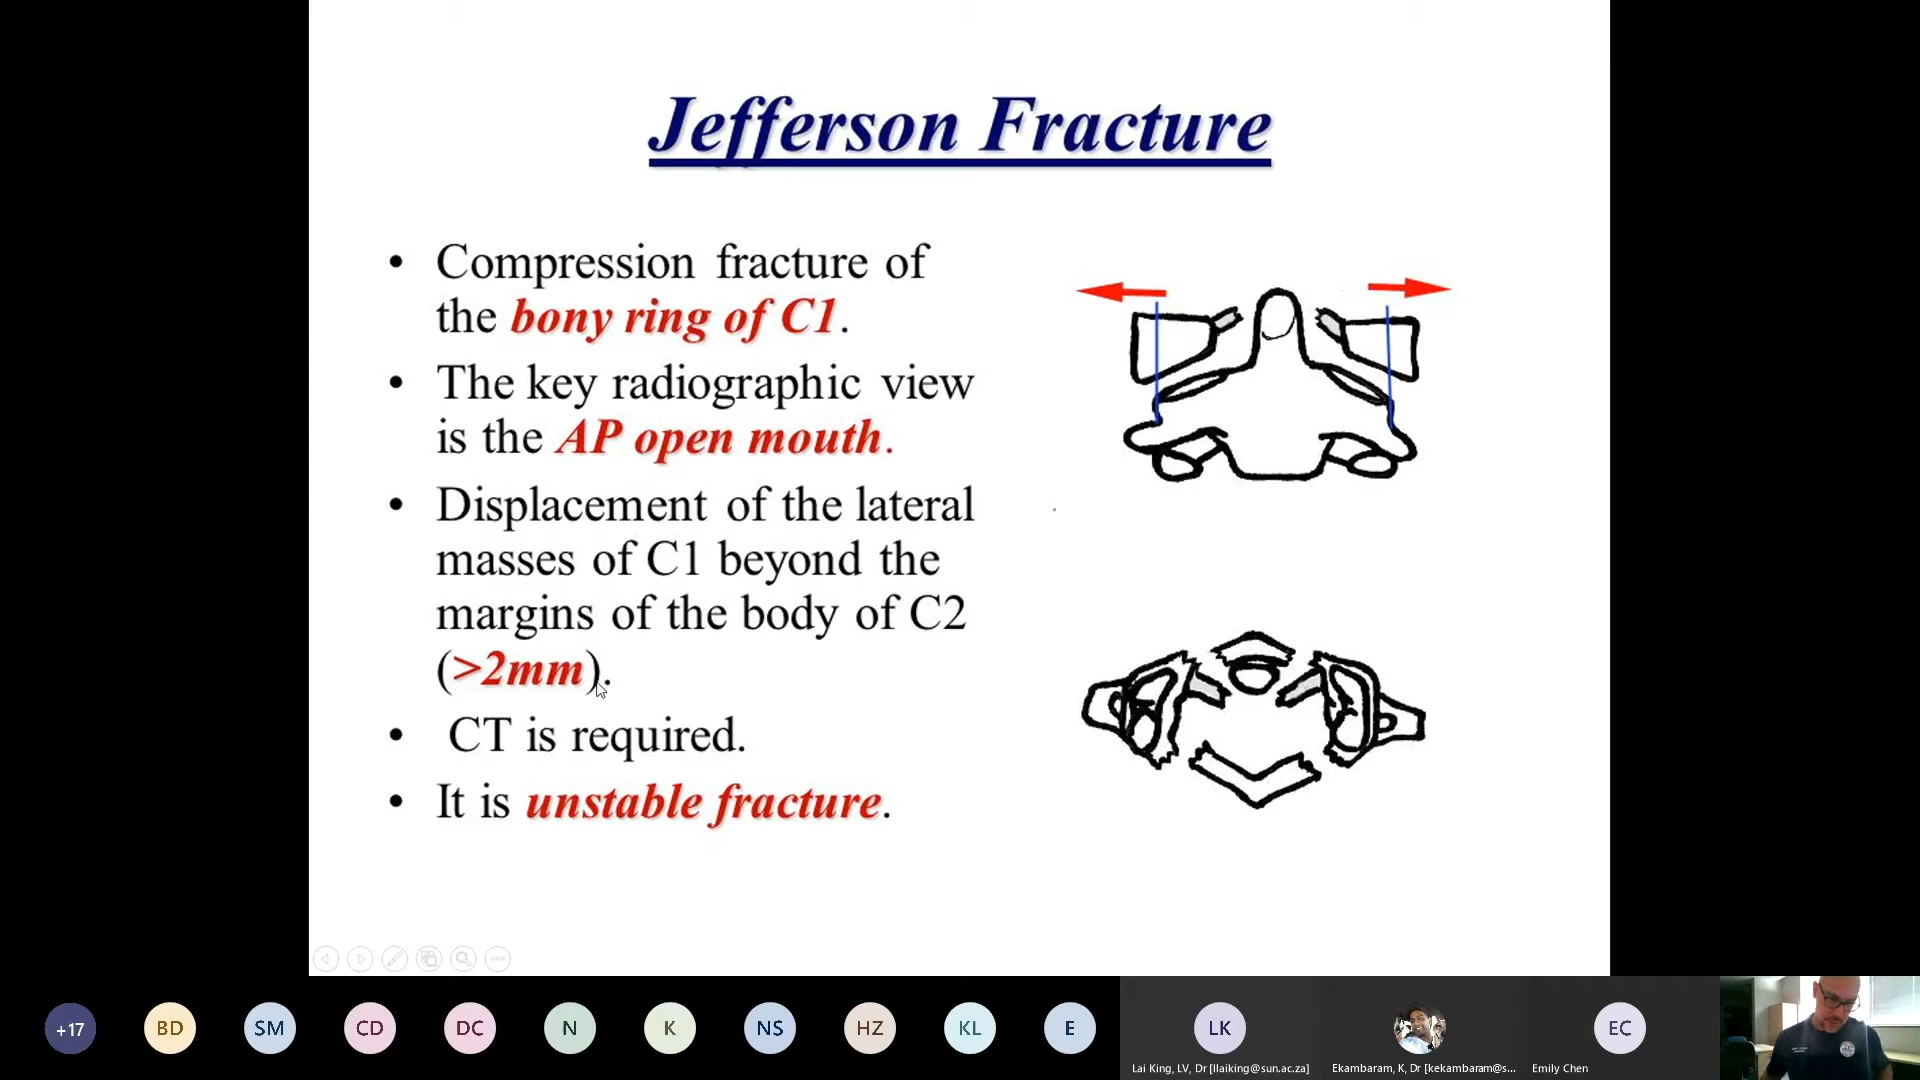 Jefferson Fracture
• Compression fracture of
the bony ring of C1.
• The key radiographic view
is the AP open mouth.
• Displacement of the lateral
masses of C1 beyond the
margins of the body of C2
(>2mm).
• CT is required.
• It is unstable fracture.
+17 BD SM CD DC N K NS HZ KL E LK EC
Lai King, LV, Dr [llaiking@sun.ac.za] Ekambaram, K, Dr [kekambaram@s... Emily Chen